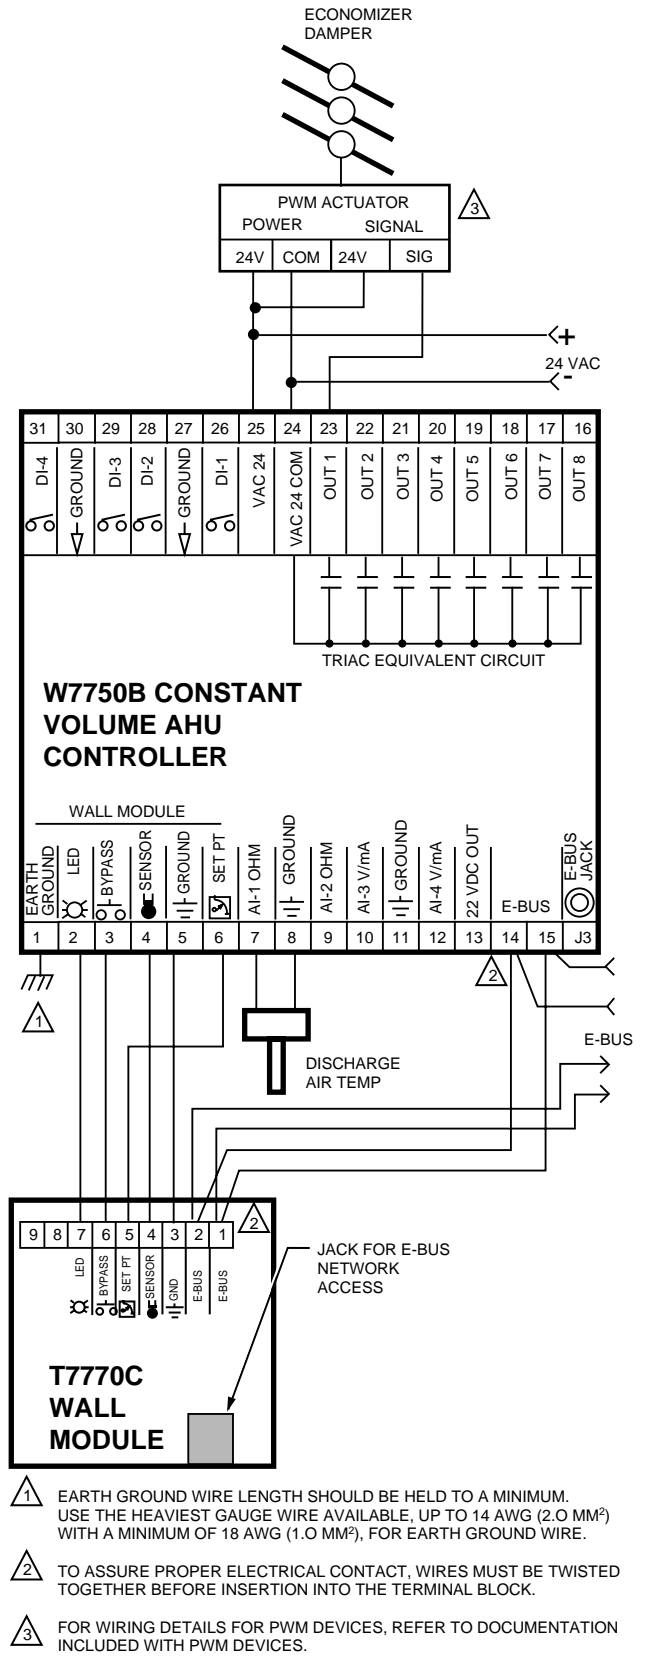 ECONOMIZER
DAMPER
PWM ACTUATOR
POWER SIGNAL
24V COM 24V SIG
3
+
24 VAC
-
31 30 29 28 27 26 25 24 23 22 21 20 19 18 17 16
DI-4
GROUND
DI-3
DI-2
GROUND
DI-1
VAC 24
VAC 24 COM
OUT 1
OUT 2
OUT 3
OUT 4
OUT 5
OUT 6
OUT 7
OUT 8
TRIAC EQUIVALENT CIRCUIT
W7750B CONSTANT
VOLUME AHU
CONTROLLER
WALL MODULE
EARTH
GROUND
LED
BYPASS
SENSOR
GROUND
SET PT
AI-1 OHM
GROUND
AI-2 OHM
AI-3 V/mA
GROUND
AI-4 V/mA
22 VDC OUT
E-BUS
E-BUS
JACK
1 2 3 4 5 6 7 8 9 10 11 12 13 14 15 J3
1
2
E-BUS
DISCHARGE
AIR TEMP
9 8 7 6 5 4 3 2 1
2
LED
BYPASS
SET PT
SENSOR
GND
E-BUS
E-BUS
JACK FOR E-BUS
NETWORK
ACCESS
T7770C
WALL
MODULE
1 EARTH GROUND WIRE LENGTH SHOULD BE HELD TO A MINIMUM.
USE THE HEAVIEST GAUGE WIRE AVAILABLE, UP TO 14 AWG (2.O MM²)
WITH A MINIMUM OF 18 AWG (1.O MM²), FOR EARTH GROUND WIRE.
2 TO ASSURE PROPER ELECTRICAL CONTACT, WIRES MUST BE TWISTED
TOGETHER BEFORE INSERTION INTO THE TERMINAL BLOCK.
3 FOR WIRING DETAILS FOR PWM DEVICES, REFER TO DOCUMENTATION
INCLUDED WITH PWM DEVICES.